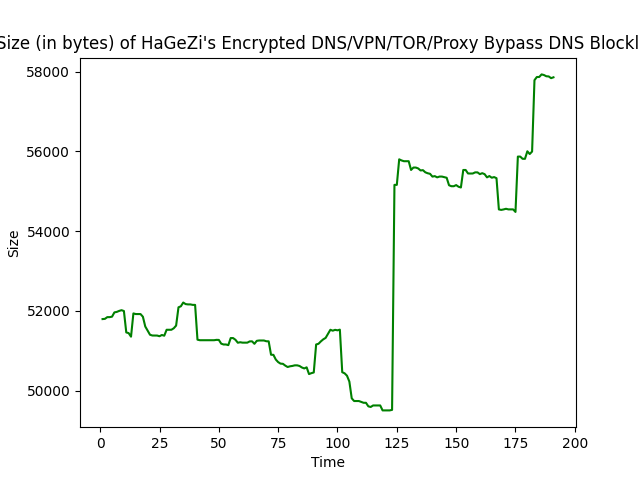 Size (in bytes) of HaGeZi's Encrypted DNS/VPN/TOR/Proxy Bypass DNS Blockl
58000
56000
54000
52000
50000
Size
0 25 50 75 100 125 150 175 200
Time